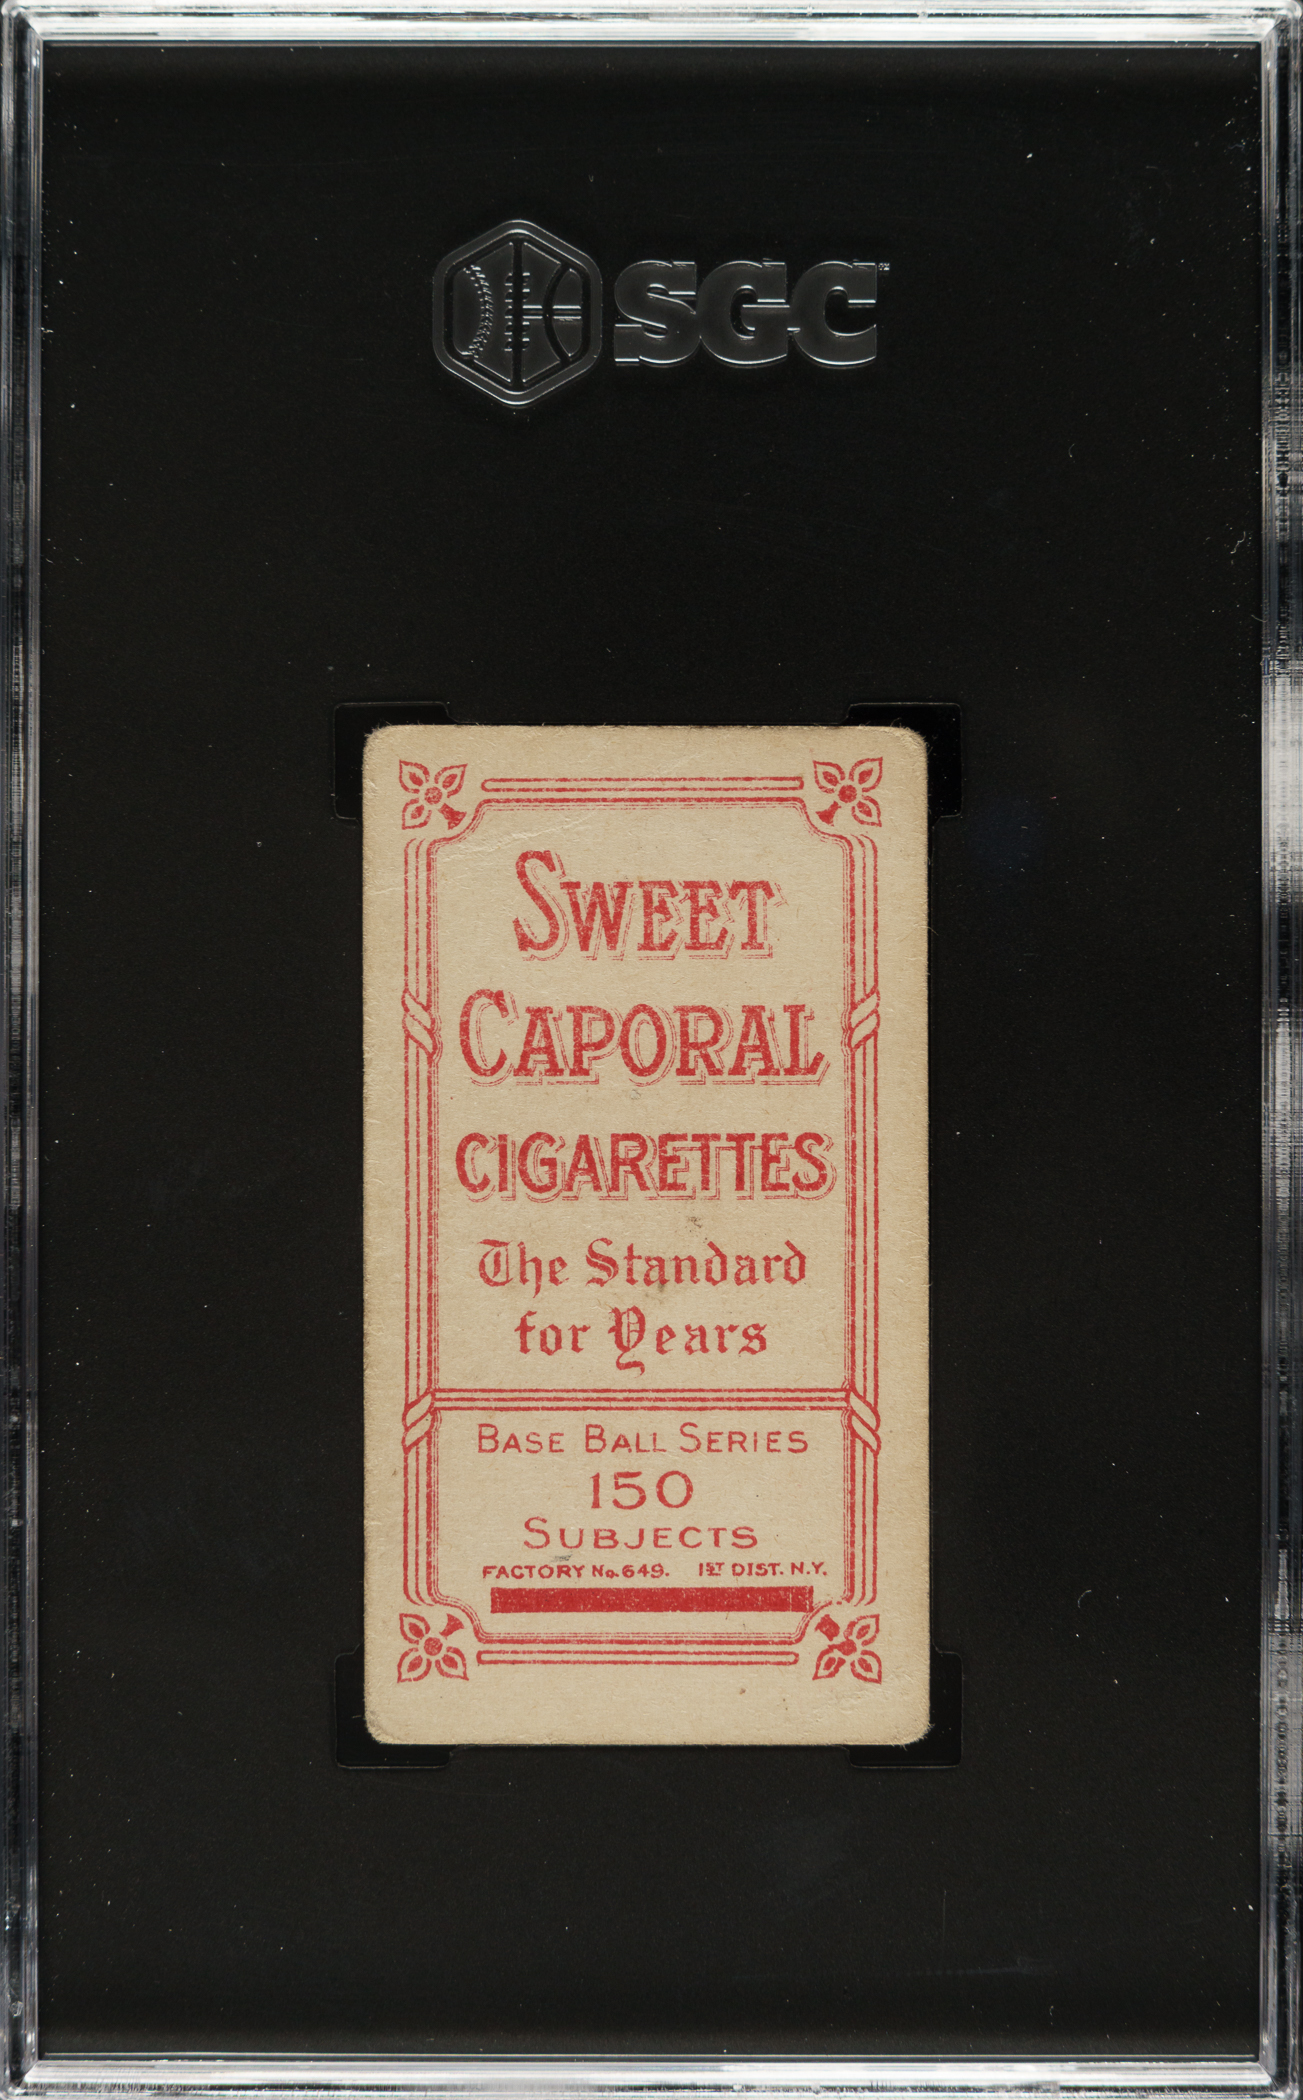 SGC
SWEET
CAPORAL
CIGARETTES
The Standard
for Years
BASE BALL SERIES
150
SUBJECTS
FACTORY No. 649. 1ST DIST. N.Y.